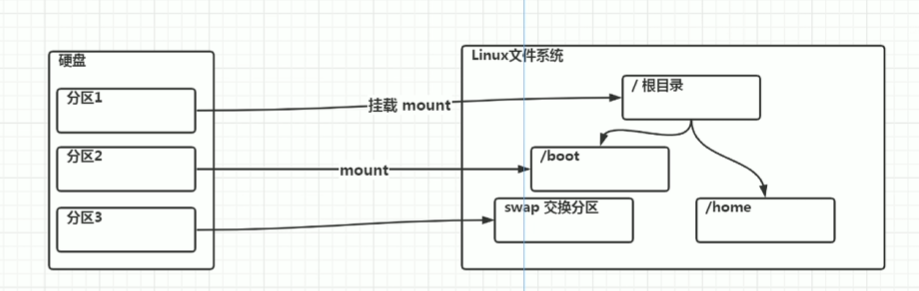 硬盘
分区1
分区2
分区3
挂载 mount
mount
Linux文件系统
/ 根目录
/boot
swap 交换分区
/home